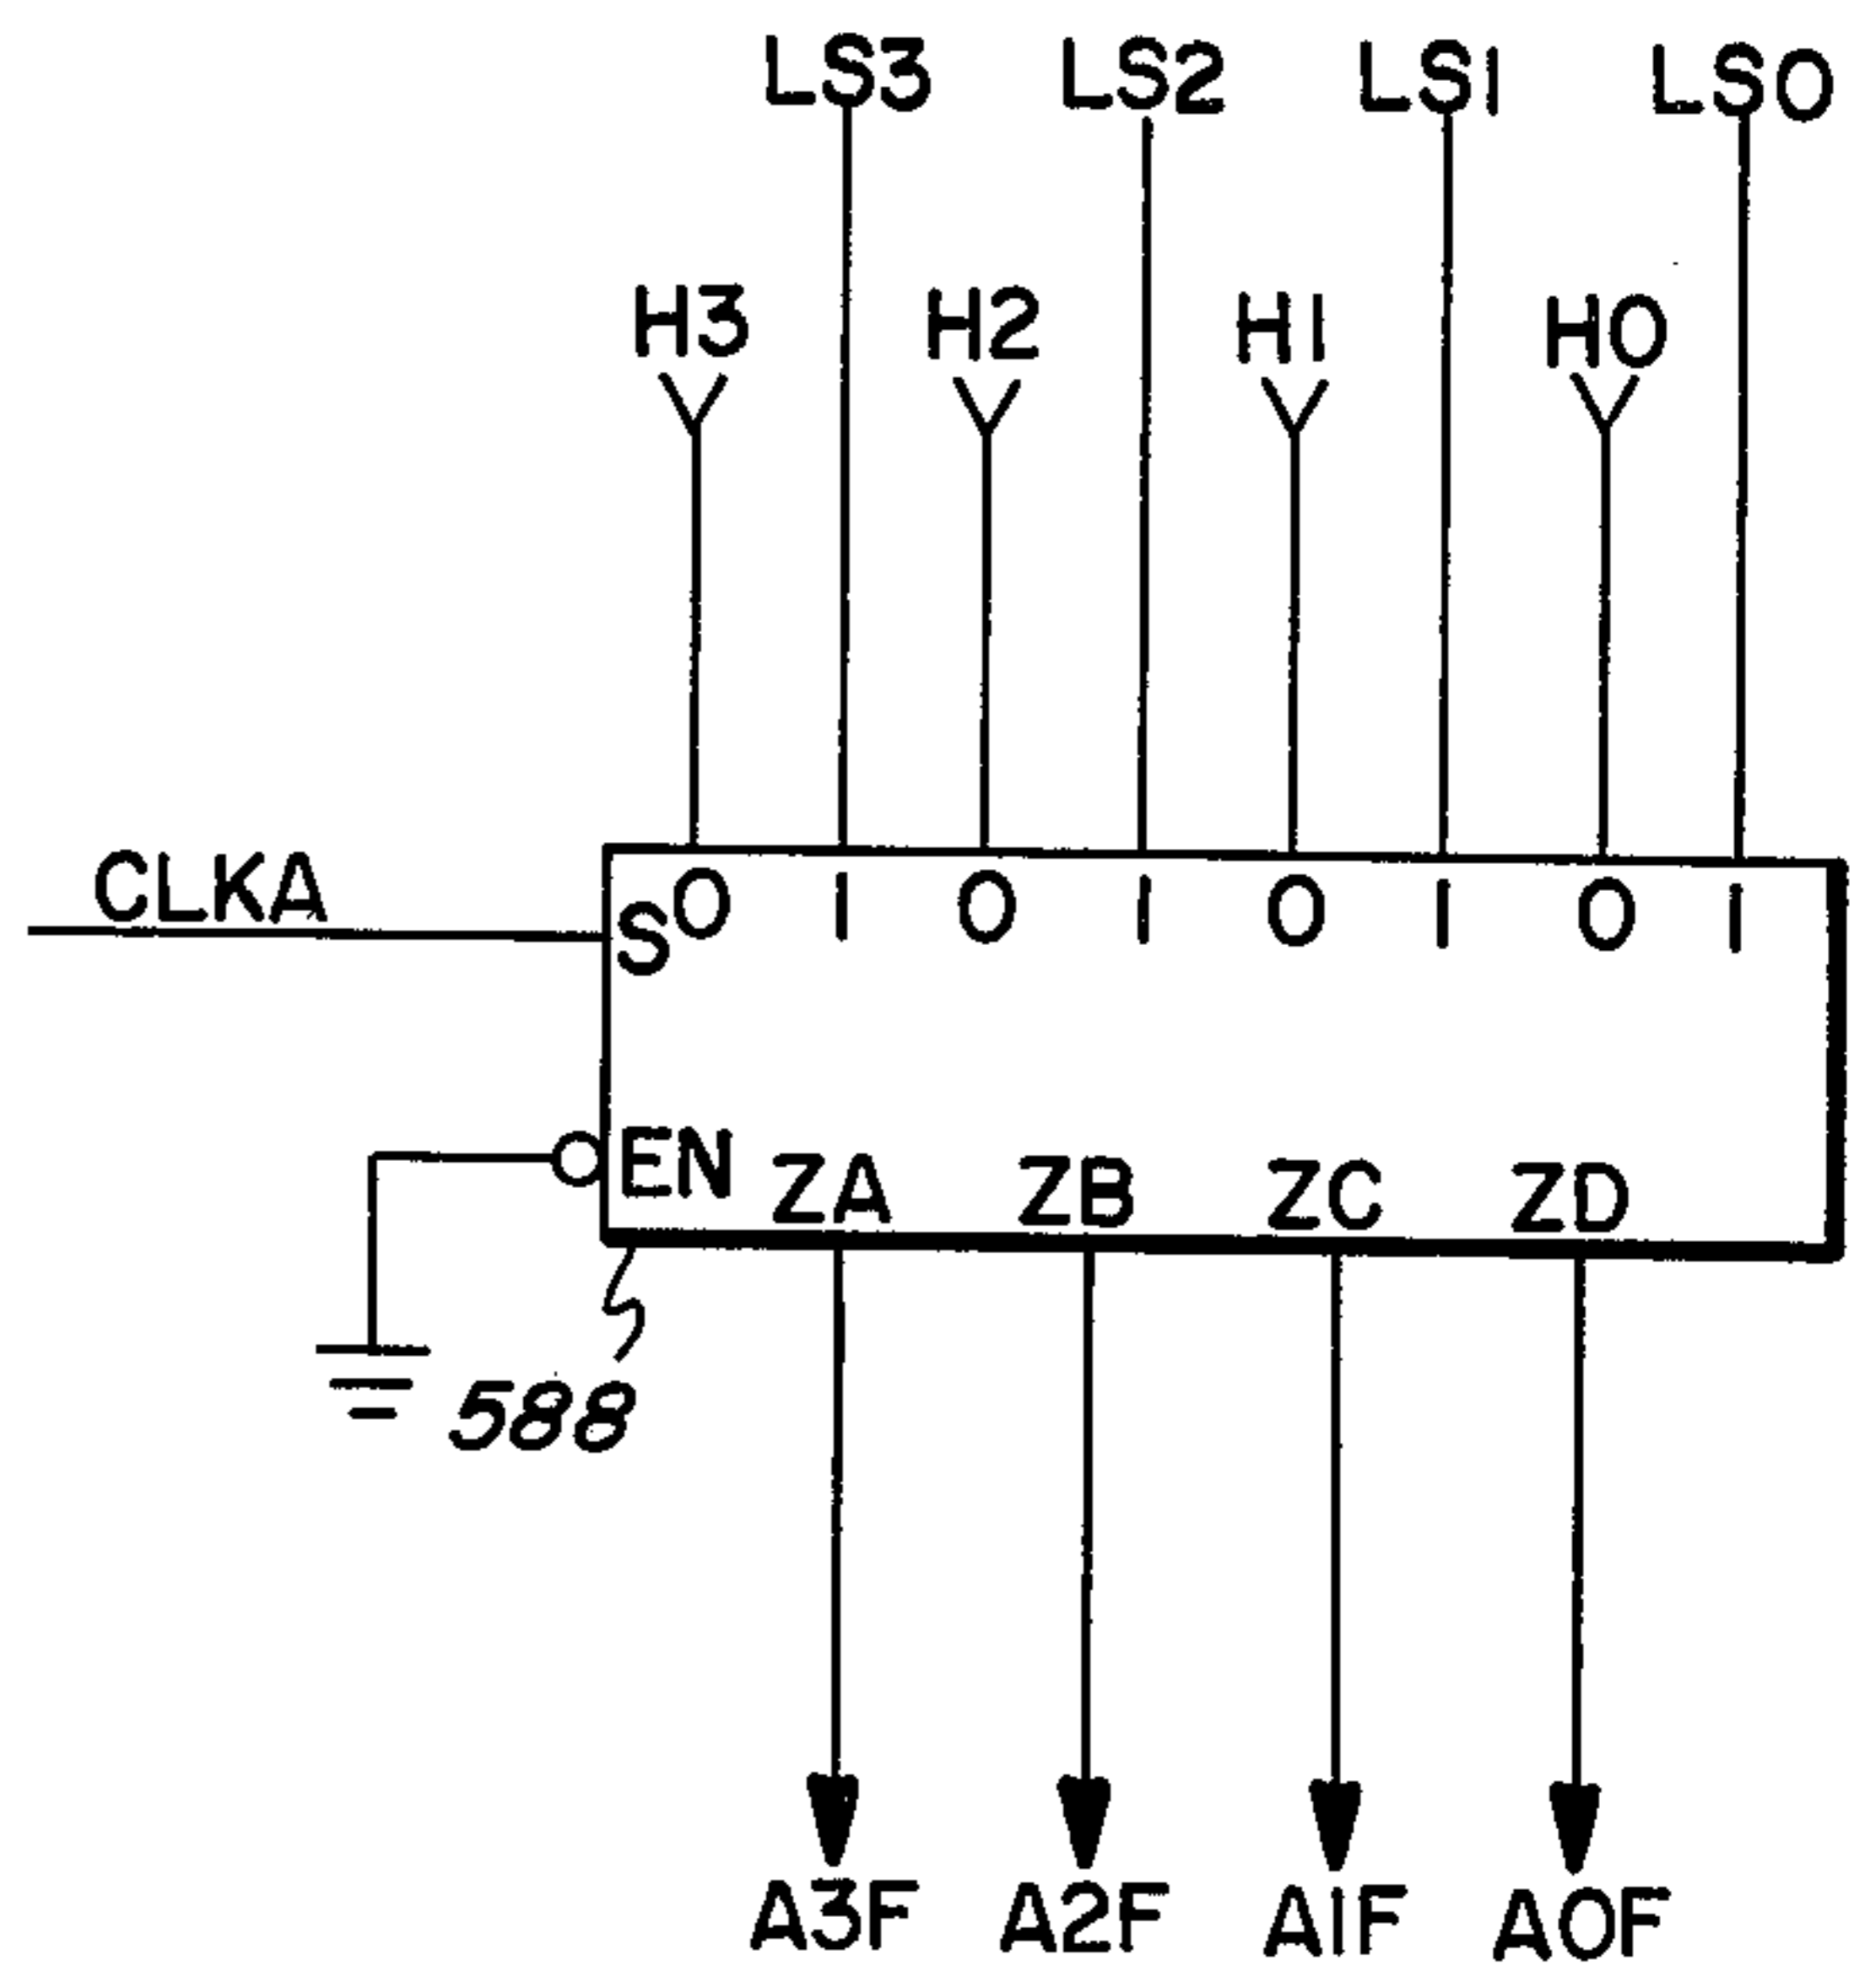 LS3 LS2 LS1 LS0
H3 H2 H1 H0
CLKA
S 0 1 0 1 0 1 0 1
EN ZA ZB ZC ZD
588
A3F A2F A1F A0F